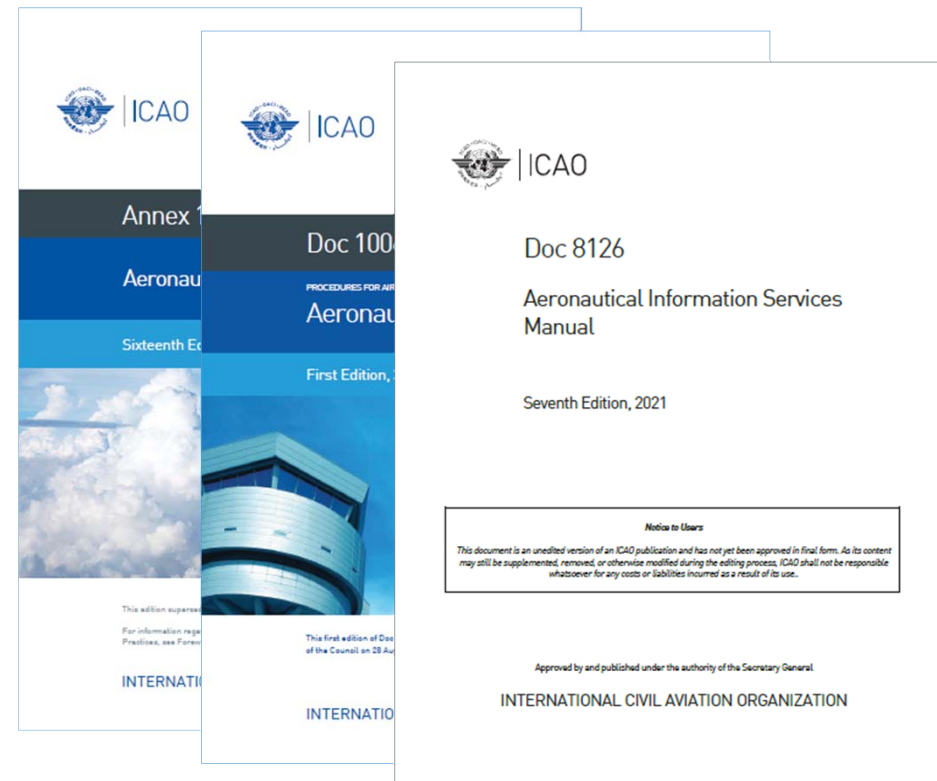 ICAO
Annex 1
Aeronau
Sixteenth Ed
This edition supersed
For information rega
Practices, see Forew
INTERNATI
ICAO
Doc 1006
PROCEDURES FOR AIR
Aeronau
First Edition,
This first edition of Doc
of the Council on 28 Au
INTERNATIO
ICAO
Doc 8126
Aeronautical Information Services
Manual
Seventh Edition, 2021
Notice to Users
This document is an unedited version of an ICAO publication and has not yet been approved in final form. As its content
may still be supplemented, removed, or otherwise modified during the editing process, ICAO shall not be responsible
whatsoever for any costs or liabilities incurred as a result of its use..
Approved by and published under the authority of the Secretary General
INTERNATIONAL CIVIL AVIATION ORGANIZATION